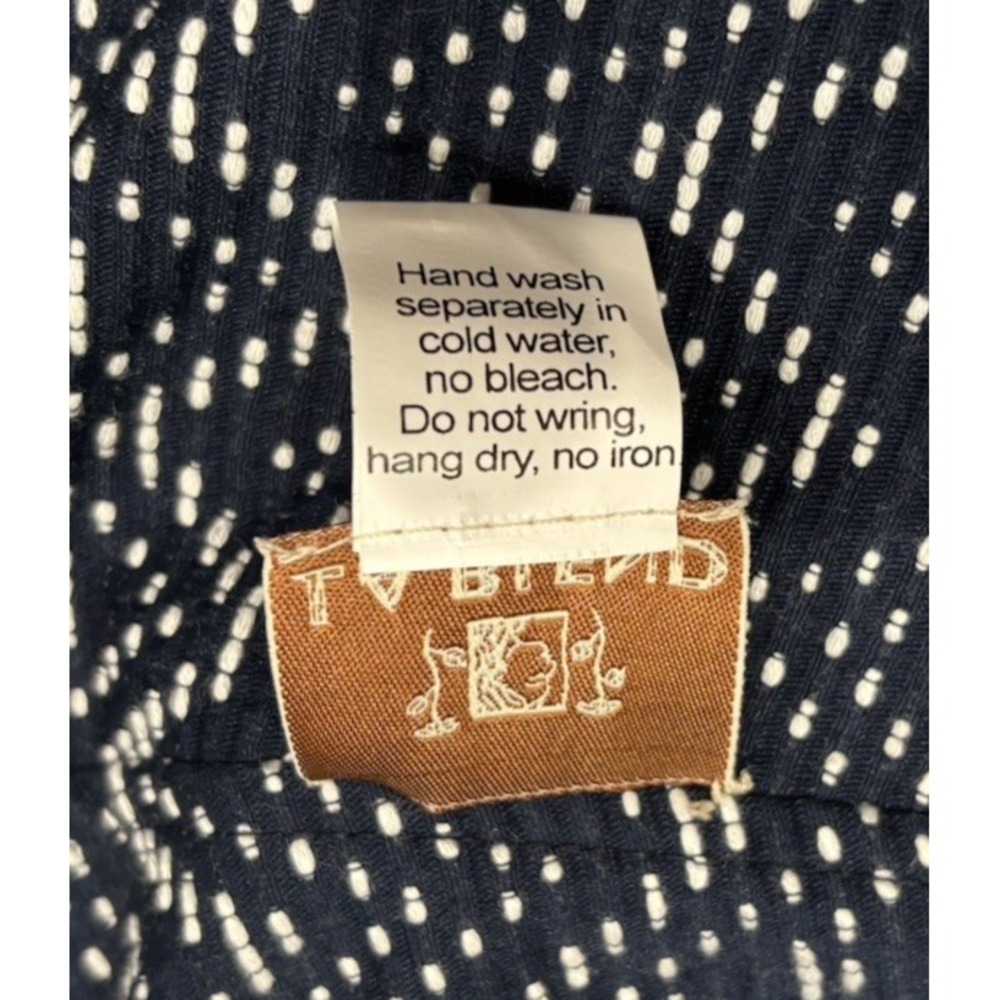 Hand wash
separately in
cold water,
no bleach.
Do not wring,
hang dry, no iron